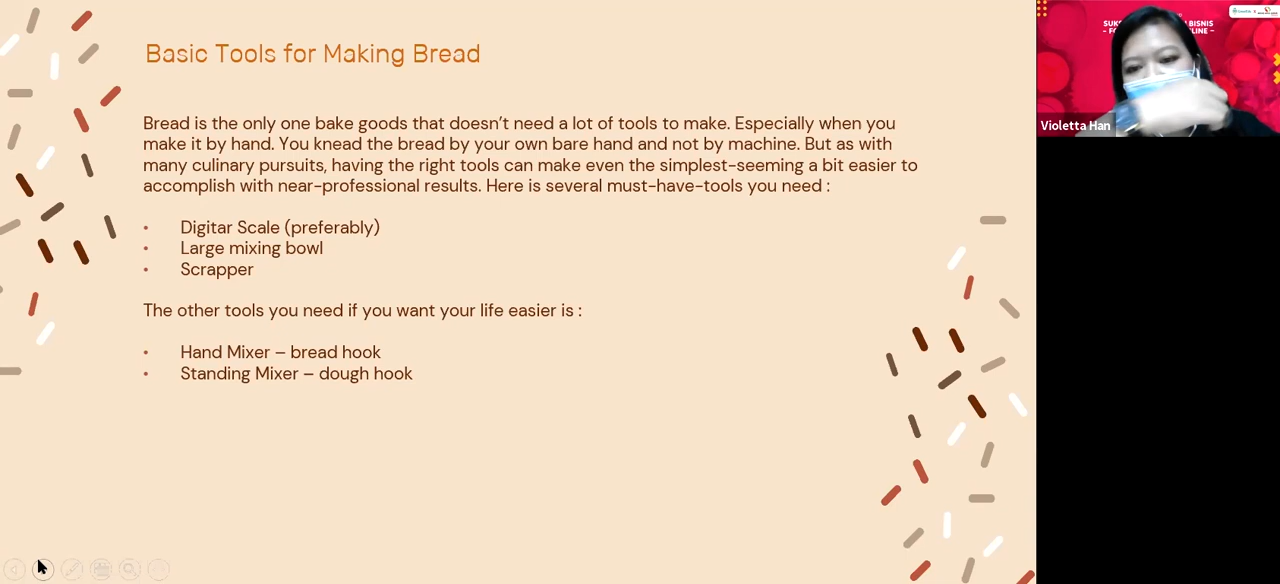 Basic Tools for Making Bread
Bread is the only one bake goods that doesn't need a lot of tools to make. Especially when you
make it by hand. You knead the bread by your own bare hand and not by machine. But as with
many culinary pursuits, having the right tools can make even the simplest-seeming a bit easier to
accomplish with near-professional results. Here is several must-have-tools you need :
• Digitar Scale (preferably)
• Large mixing bowl
• Scrapper
The other tools you need if you want your life easier is :
• Hand Mixer – bread hook
• Standing Mixer – dough hook
BISNIS
Violetta Han